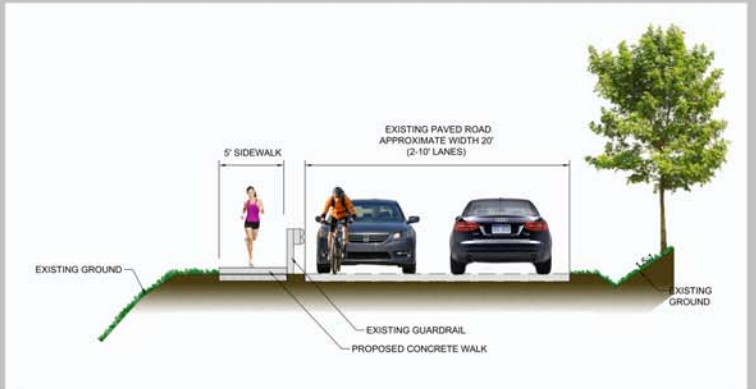 EXISTING PAVED ROAD
APPROXIMATE WIDTH 20'
(2-10' LANES)
5' SIDEWALK
EXISTING GROUND
EXISTING
GROUND
EXISTING GUARDRAIL
PROPOSED CONCRETE WALK